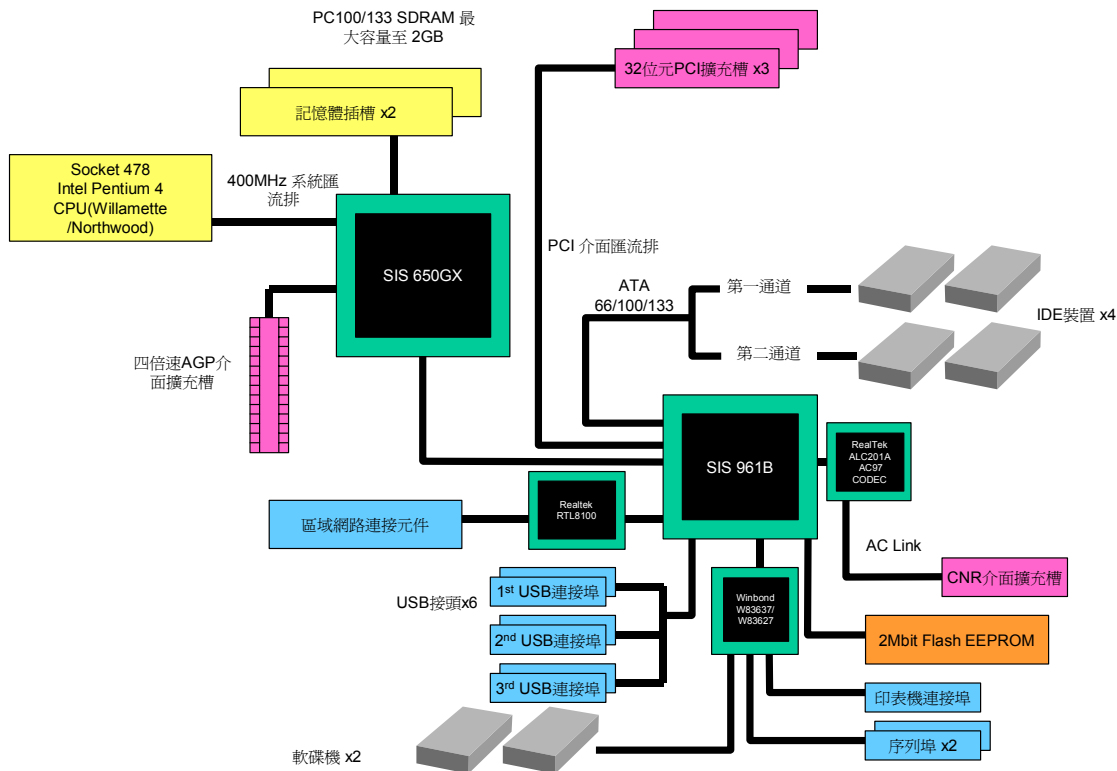 PC100/133 SDRAM 最
大容量至 2GB
32位元PCI擴充槽 x3
記憶體插槽 x2
Socket 478
Intel Pentium 4
CPU(Willamette
/Northwood)
400MHz 系統匯
流排
SIS 650GX
PCI 介面匯流排
ATA
66/100/133
第一通道
第二通道
IDE裝置 x4
四倍速AGP介
面擴充槽
SIS 961B
RealTek
ALC201A
AC97
CODEC
Realtek
RTL8100
區域網路連接元件
AC Link
CNR介面擴充槽
USB接頭x6
1st USB連接埠
2nd USB連接埠
3rd USB連接埠
Winbond
W83637/
W83627
2Mbit Flash EEPROM
印表機連接埠
序列埠 x2
軟碟機 x2